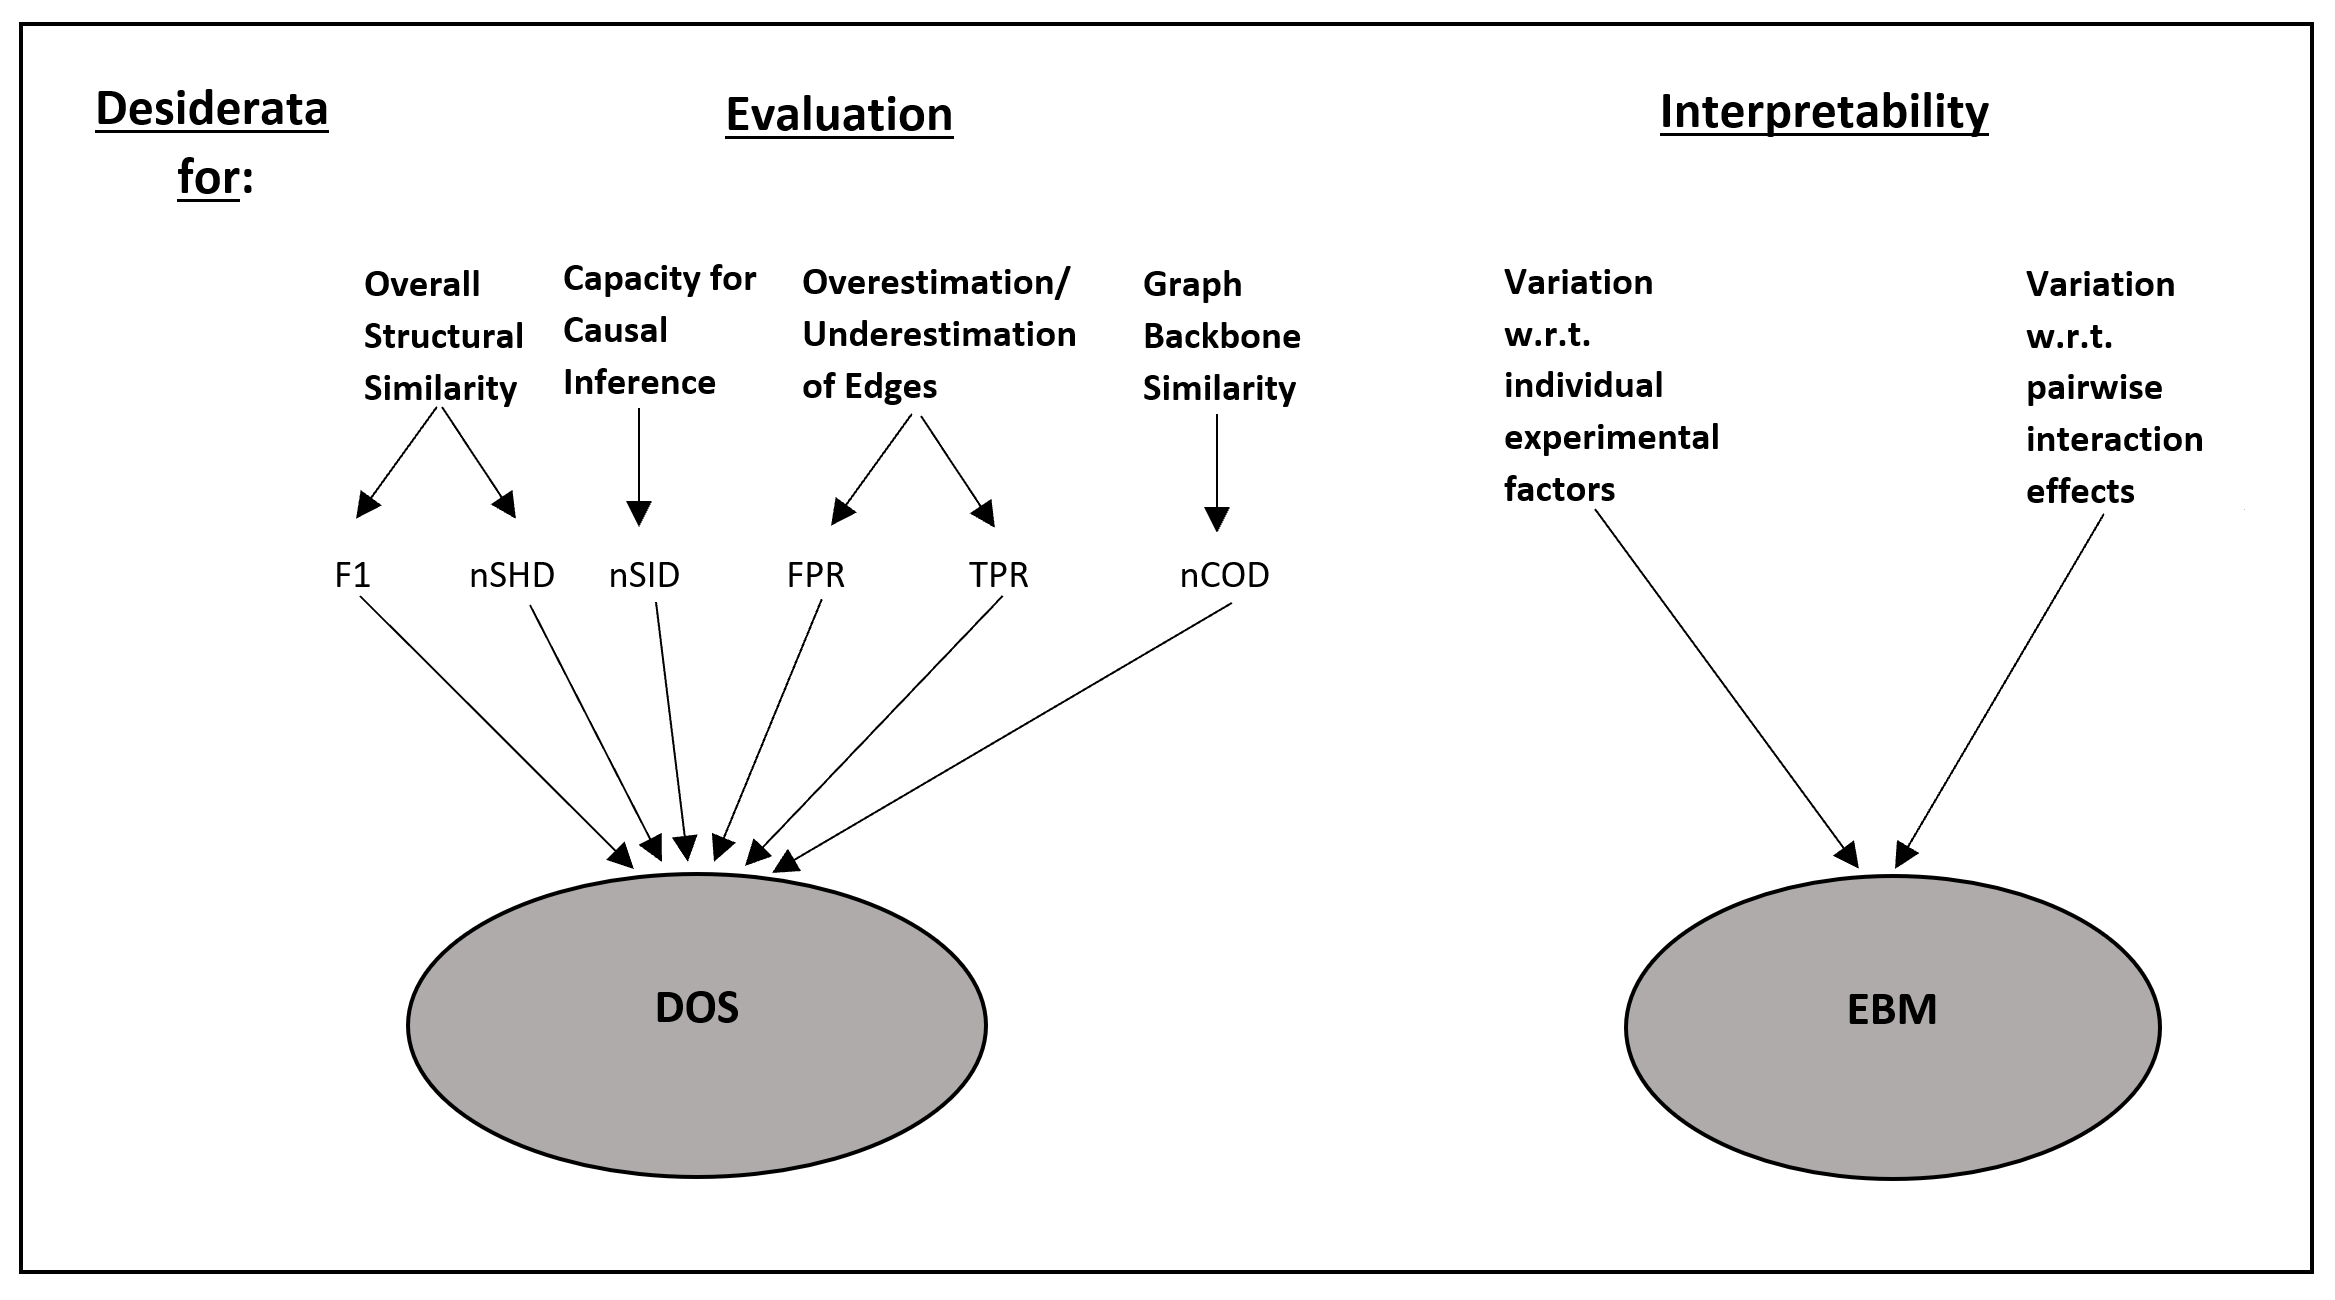 Desiderata
for:
Evaluation
Interpretability
Overall
Structural
Similarity
Capacity for
Causal
Inference
Overestimation/
Underestimation
of Edges
Graph
Backbone
Similarity
Variation
w.r.t.
individual
experimental
factors
Variation
w.r.t.
pairwise
interaction
effects
F1
nSHD
nSID
FPR
TPR
nCOD
DOS
EBM